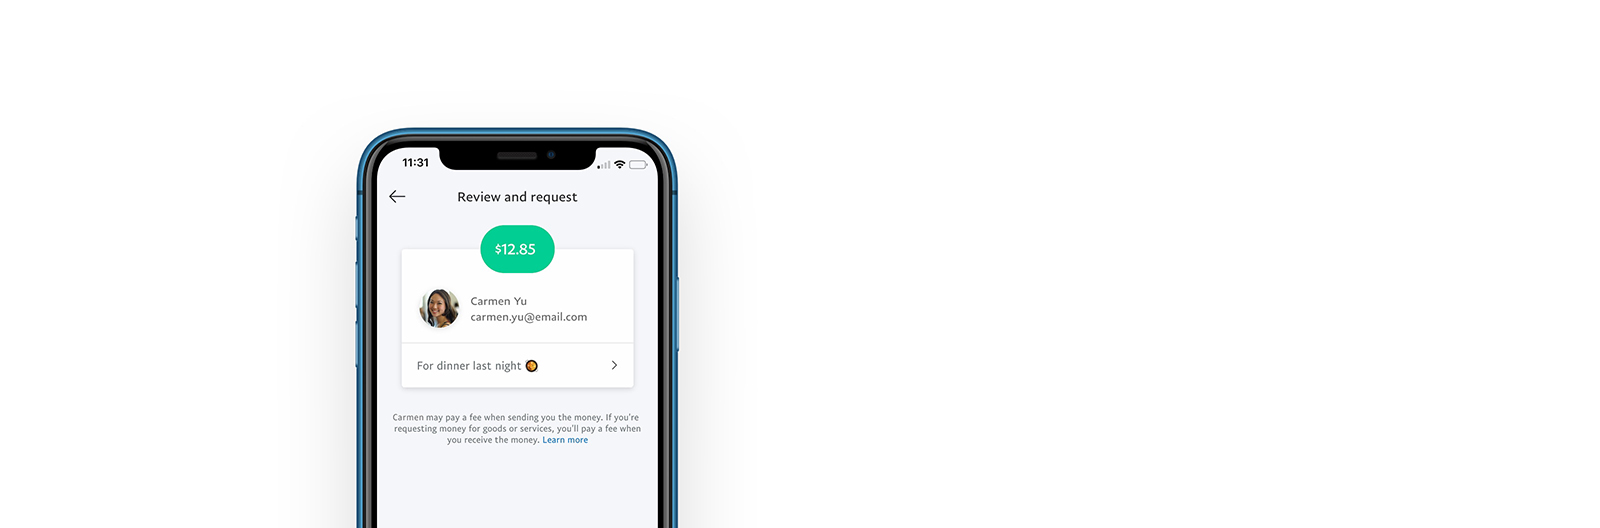 11:31
Review and request
$12.85
Carmen Yu
carmen.yu@email.com
For dinner last night
Carmen may pay a fee when sending you the money. If you're
requesting money for goods or services, you'll pay a fee when
you receive the money. Learn more